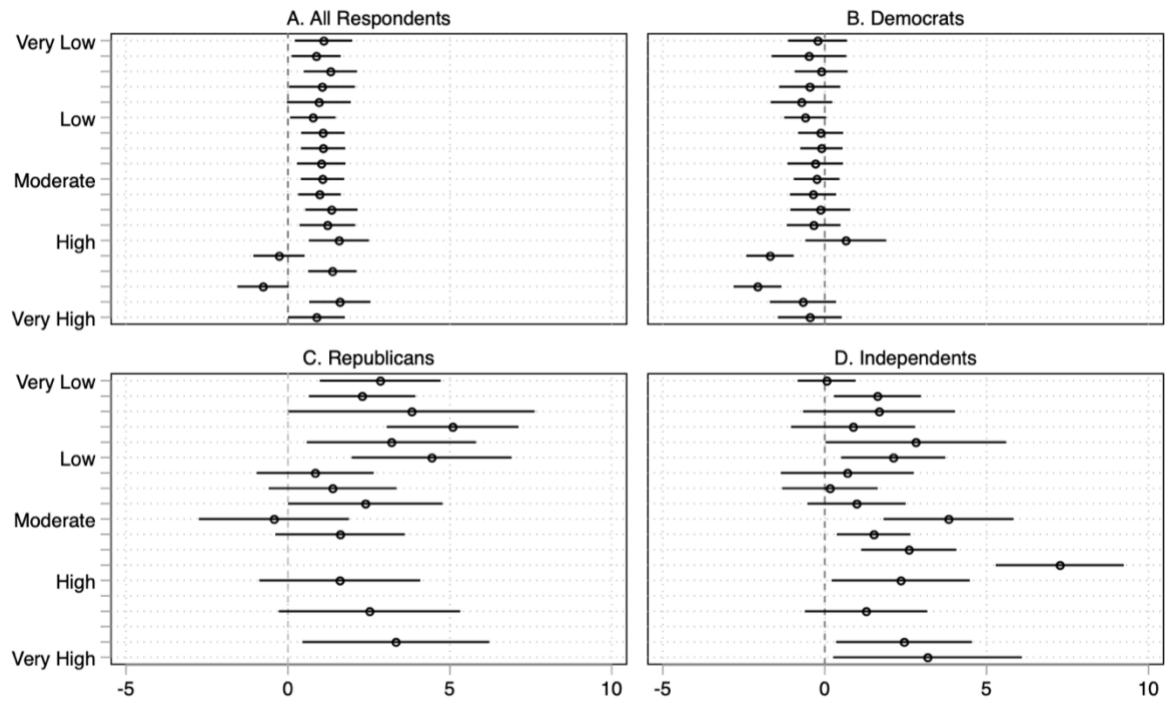 A. All Respondents
B. Democrats
Very Low
Low
Moderate
High
Very High
C. Republicans
D. Independents
Very Low
Low
Moderate
High
Very High
-5 0 5 10
-5 0 5 10